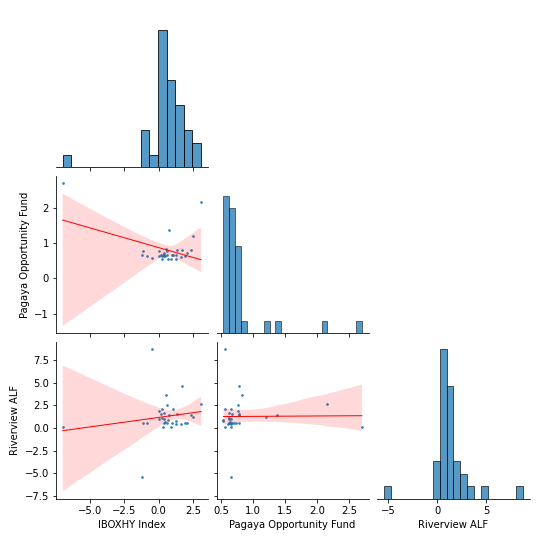 2
1
0
−1
Pagaya Opportunity Fund
7.5
5.0
2.5
0.0
−2.5
−5.0
−7.5
Riverview ALF
−5.0 −2.5 0.0 2.5
IBOXHY Index
0.5 1.0 1.5 2.0 2.5
Pagaya Opportunity Fund
−5 0 5
Riverview ALF